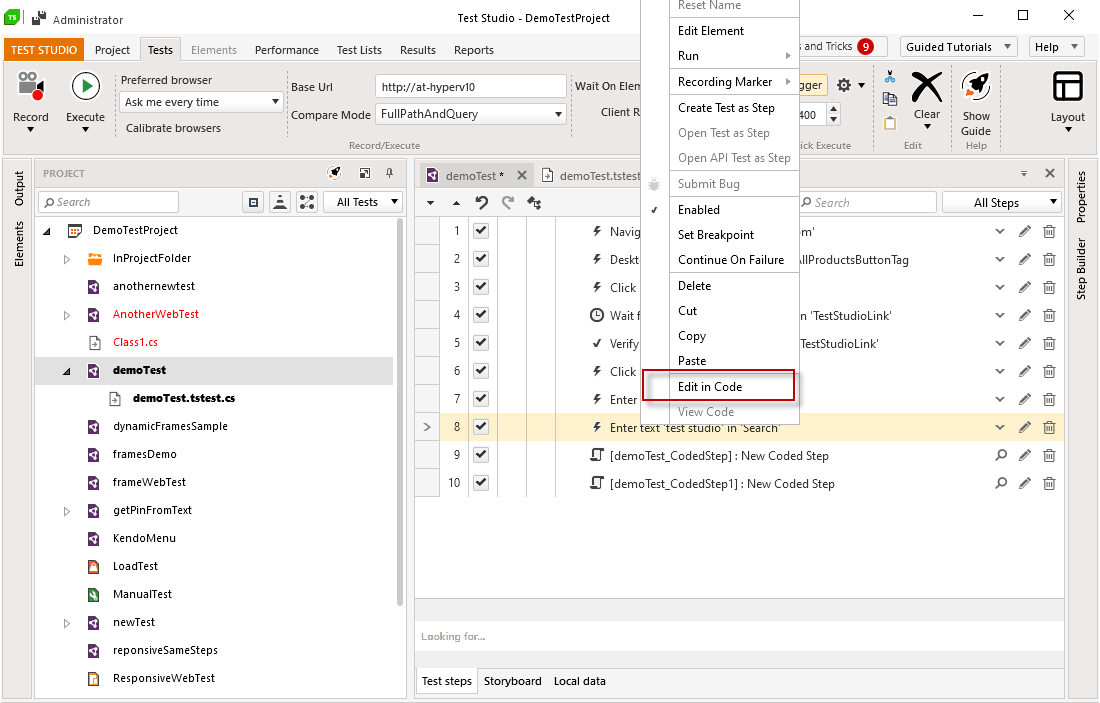 TS
Administrator
Test Studio - DemoTestProject
TEST STUDIO
Project
Tests
Elements
Performance
Test Lists
Results
Reports
s and Tricks
9
Guided Tutorials
Help
Record
Execute
Preferred browser
Ask me every time
Calibrate browsers
Base Url
http://at-hyperv10
Compare Mode
FullPathAndQuery
Wait On Elem
Client R
gger
400
Record/Execute
ick Execute
Clear
Edit
Show
Guide
Help
Layout
Output
Elements
PROJECT
Search
All Tests
DemoTestProject
InProjectFolder
anothernewtest
AnotherWebTest
Class1.cs
demoTest
demoTest.tstest.cs
dynamicFramesSample
framesDemo
frameWebTest
getPinFromText
KendoMenu
LoadTest
ManualTest
newTest
reponsiveSameSteps
ResponsiveWebTest
demoTest *
demoTest.tstest
Search
All Steps
1 Navig
om'
2 Deskt
AllProductsButtonTag
3 Click
4 Wait f
n 'TestStudioLink'
5 Verify
TestStudioLink'
6 Click
7 Enter
8 Enter text 'test studio' in 'Search'
9 [demoTest_CodedStep] : New Coded Step
10 [demoTest_CodedStep1] : New Coded Step
Reset Name
Edit Element
Run
Recording Marker
Create Test as Step
Open Test as Step
Open API Test as Step
Submit Bug
Enabled
Set Breakpoint
Continue On Failure
Delete
Cut
Copy
Paste
Edit in Code
View Code
Looking for...
Test steps
Storyboard
Local data
Properties
Step Builder